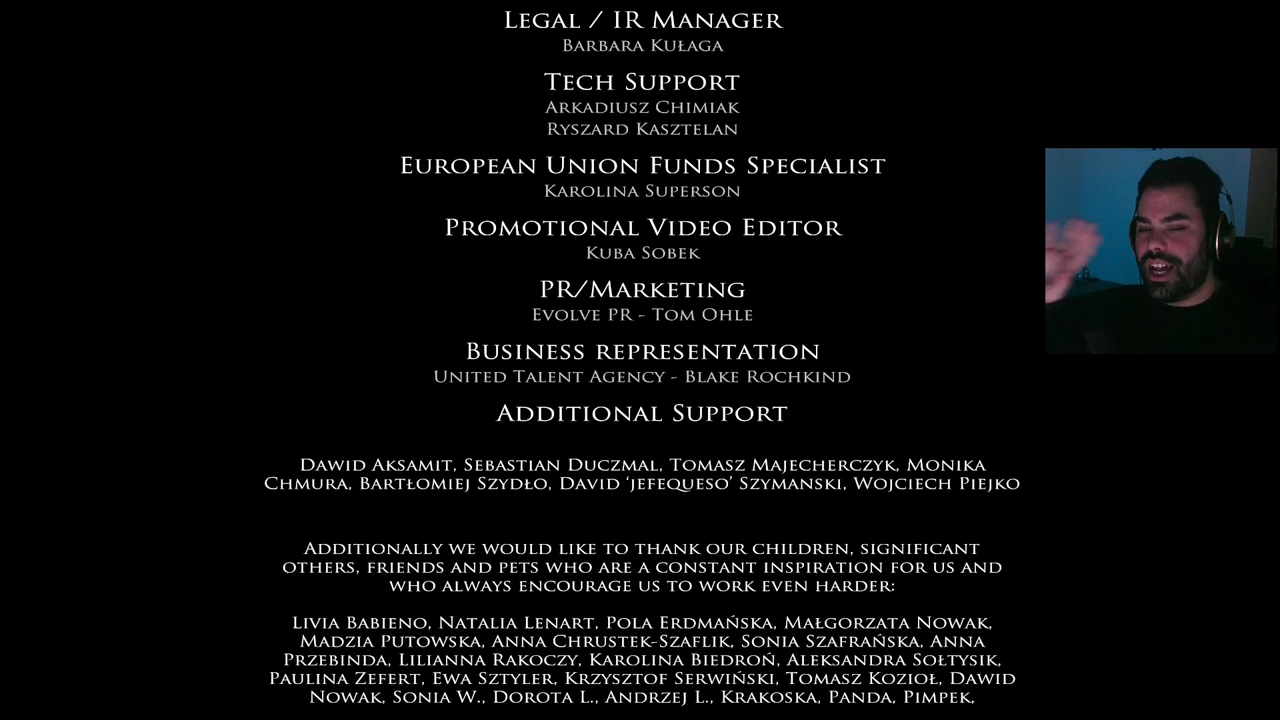 Legal / IR Manager
Barbara Kułaga
Tech Support
Arkadiusz Chimiak
Ryszard Kasztelan
European Union Funds Specialist
Karolina Superson
Promotional Video Editor
Kuba Sobek
PR/Marketing
Evolve PR - Tom Ohle
Business representation
United Talent Agency - Blake Rochkind
Additional Support
Dawid Aksamit, Sebastian Duczmal, Tomasz Majecherczyk, Monika
Chmura, Bartłomiej Szydło, David ‘jefequeso’ Szymanski, Wojciech Piejko
Additionally we would like to thank our children, significant
others, friends and pets who are a constant inspiration for us and
who always encourage us to work even harder:
Livia Babieno, Natalia Lenart, Pola Erdmańska, Małgorzata Nowak,
Madzia Putowska, Anna Chrustek-Szaflik, Sonia Szafrańska, Anna
Przebinda, Lilianna Rakoczy, Karolina Biedroń, Aleksandra Sołtysik,
Paulina Zefert, Ewa Sztyler, Krzysztof Serwiński, Tomasz Kozioł, Dawid
Nowak, Sonia W., Dorota L., Andrzej L., Krakoska, Panda, Pimpek,